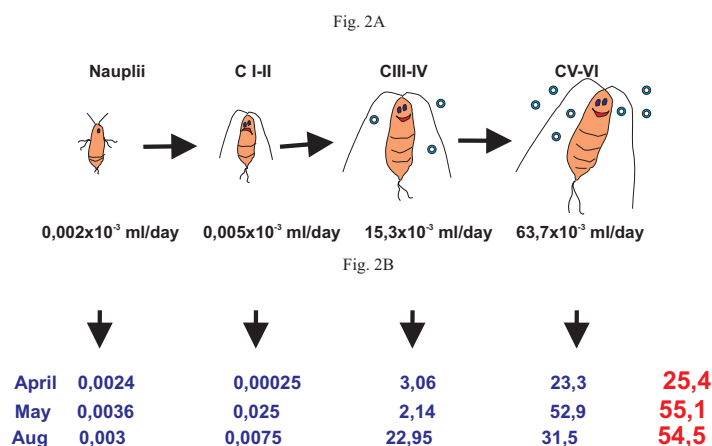 Fig. 2A
Nauplii C I-II CIII-IV CV-VI
0,002x10⁻³ ml/day 0,005x10⁻³ ml/day 15,3x10⁻³ ml/day 63,7x10⁻³ ml/day
Fig. 2B
April 0,0024 0,00025 3,06 23,3 25,4
May 0,0036 0,025 2,14 52,9 55,1
Aug 0,003 0,0075 22,95 31,5 54,5